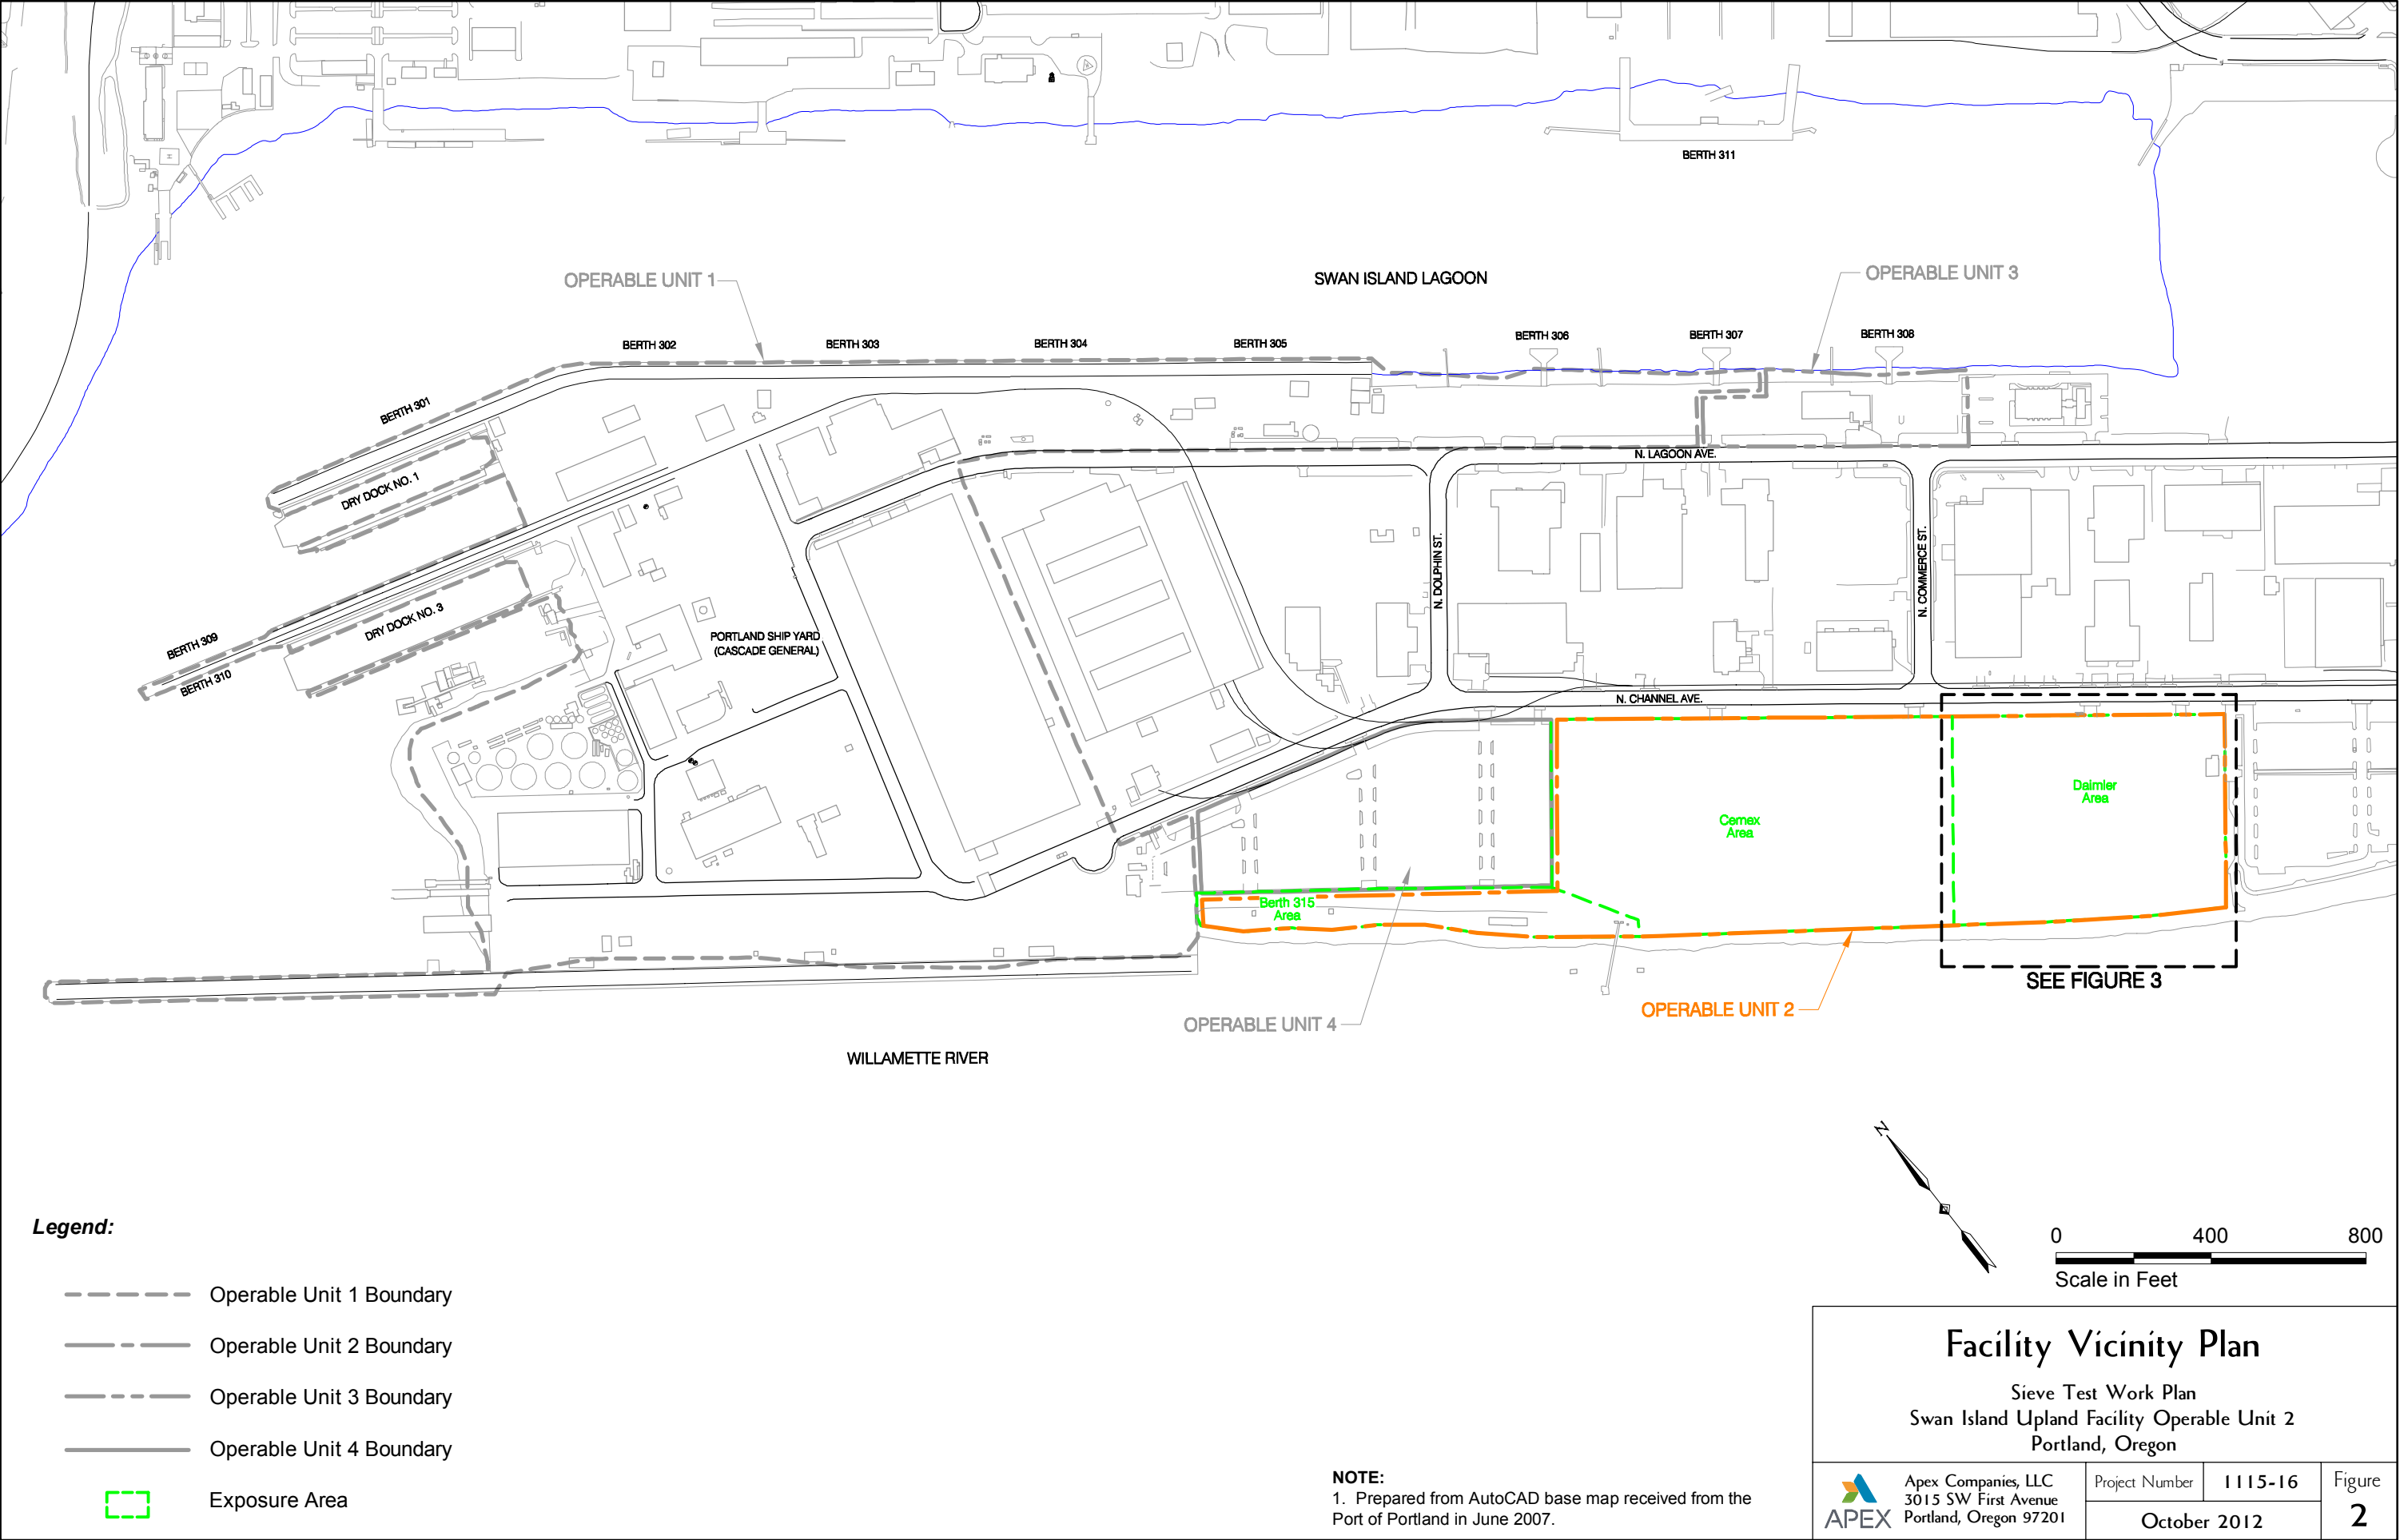 BERTH 311
OPERABLE UNIT 1
SWAN ISLAND LAGOON
OPERABLE UNIT 3
BERTH 302
BERTH 303
BERTH 304
BERTH 305
BERTH 306
BERTH 307
BERTH 308
BERTH 301
DRY DOCK NO. 1
N. LAGOON AVE.
N. DOLPHIN ST.
N. COMMERCE ST.
DRY DOCK NO. 3
BERTH 309
BERTH 310
PORTLAND SHIP YARD
(CASCADE GENERAL)
N. CHANNEL AVE.
Daimler
Area
Cemex
Area
Berth 315
Area
SEE FIGURE 3
OPERABLE UNIT 2
OPERABLE UNIT 4
WILLAMETTE RIVER
N
0 400 800
Scale in Feet
Legend:
Operable Unit 1 Boundary
Operable Unit 2 Boundary
Operable Unit 3 Boundary
Operable Unit 4 Boundary
Exposure Area
NOTE:
1. Prepared from AutoCAD base map received from the
Port of Portland in June 2007.
Facility Vicinity Plan
Sieve Test Work Plan
Swan Island Upland Facility Operable Unit 2
Portland, Oregon
APEX
Apex Companies, LLC
3015 SW First Avenue
Portland, Oregon 97201
Project Number
1115-16
October 2012
Figure
2